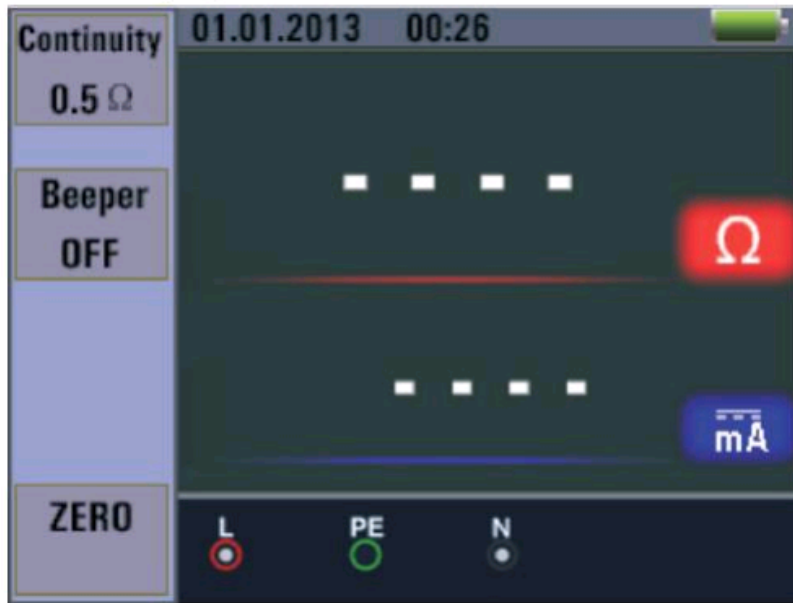 Continuity
0.5 Ω
01.01.2013 00:26
Beeper
OFF
- - - -
Ω
- - - -
mA
ZERO
L PE N